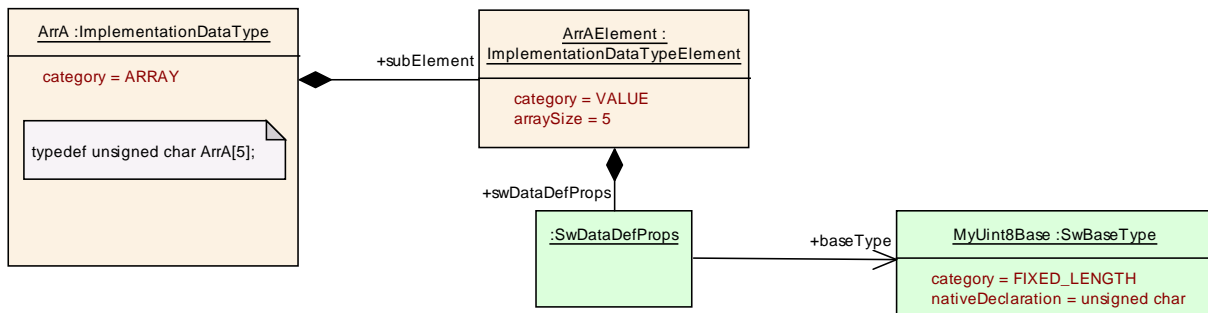 ArrA :ImplementationDataType
category = ARRAY
typedef unsigned char ArrA[5];
+subElement
ArrAElement :
ImplementationDataTypeElement
category = VALUE
arraySize = 5
+swDataDefProps
:SwDataDefProps
+baseType
MyUint8Base :SwBaseType
category = FIXED_LENGTH
nativeDeclaration = unsigned char